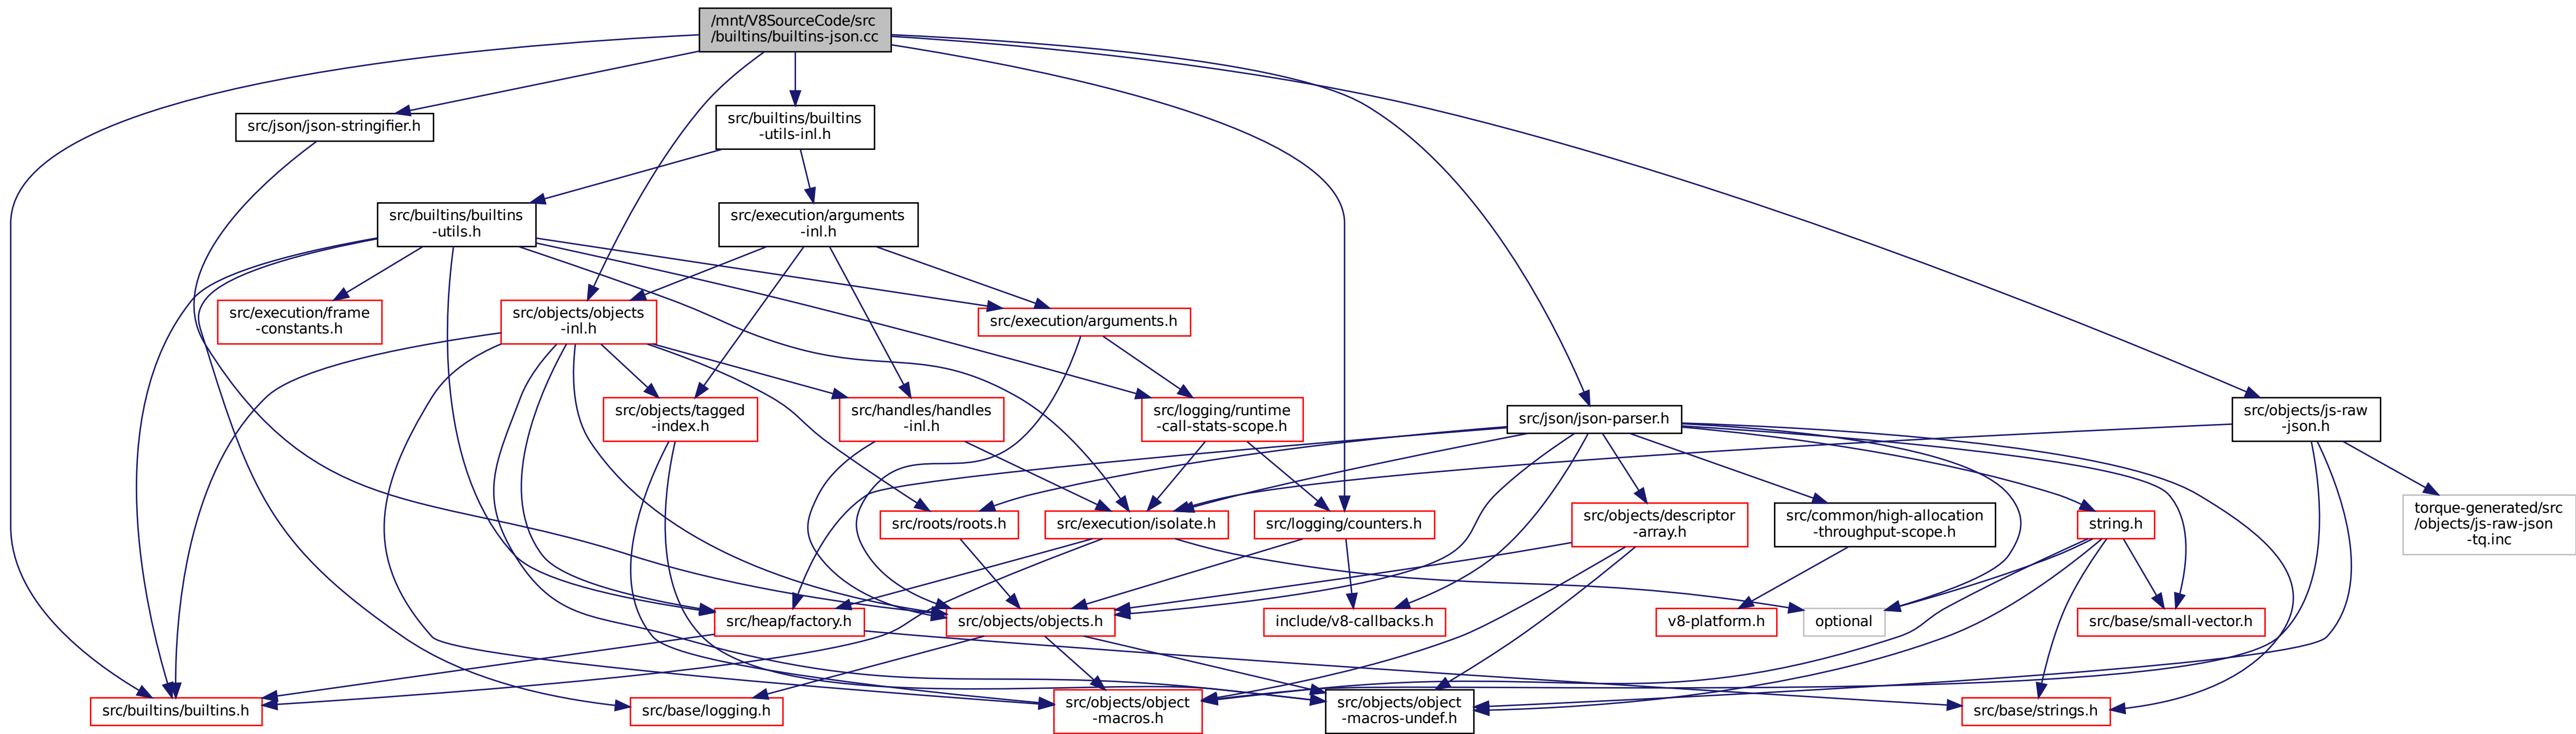 /mnt/V8SourceCode/src
/builtins/builtins-json.cc
src/json/json-stringifier.h
src/builtins/builtins
-utils-inl.h
src/builtins/builtins
-utils.h
src/execution/arguments
-inl.h
src/execution/frame
-constants.h
src/objects/objects
-inl.h
src/execution/arguments.h
src/objects/tagged
-index.h
src/handles/handles
-inl.h
src/logging/runtime
-call-stats-scope.h
src/json/json-parser.h
src/objects/js-raw
-json.h
src/roots/roots.h
src/execution/isolate.h
src/logging/counters.h
src/objects/descriptor
-array.h
src/common/high-allocation
-throughput-scope.h
string.h
torque-generated/src
/objects/js-raw-json
-tq.inc
src/heap/factory.h
src/objects/objects.h
include/v8-callbacks.h
v8-platform.h
optional
src/base/small-vector.h
src/builtins/builtins.h
src/base/logging.h
src/objects/object
-macros.h
src/objects/object
-macros-undef.h
src/base/strings.h